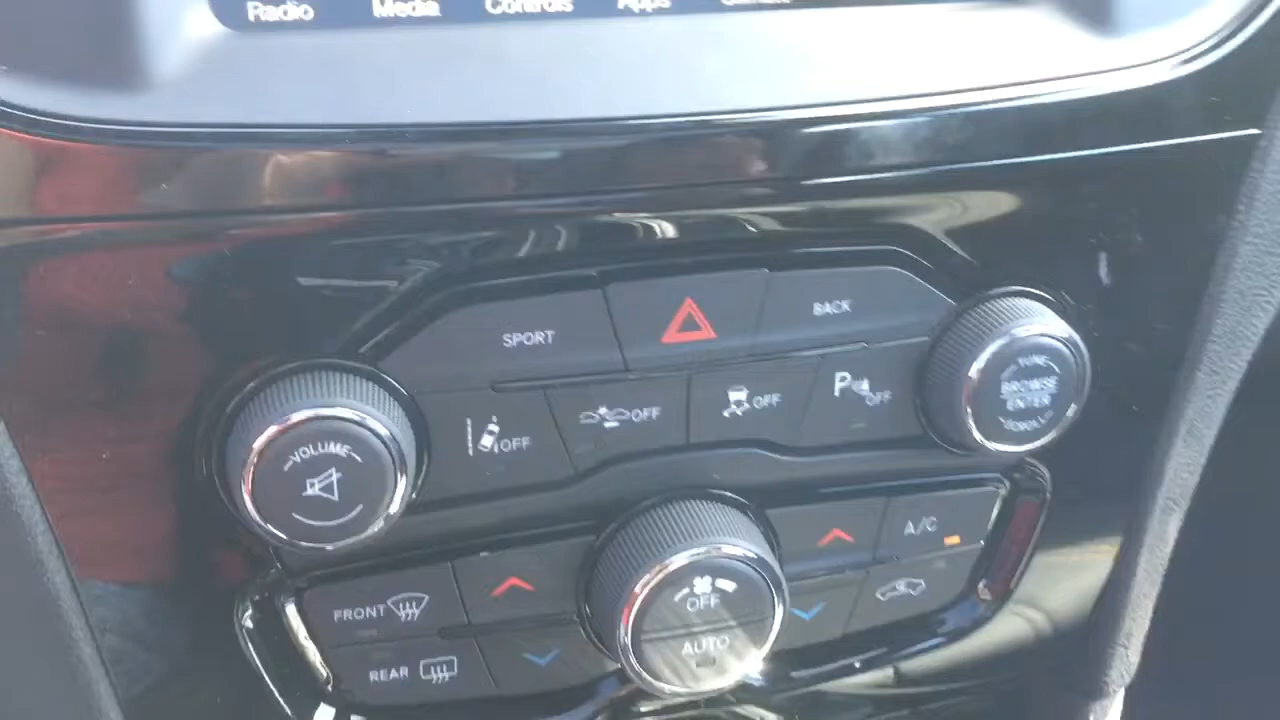 Radio Media Controls Apps Climate
SPORT
BACK
OFF
OFF
OFF
P OFF
VOLUME
TUNE
BROWSE
ENTER
SCROLL
A/C
FRONT
OFF
AUTO
REAR